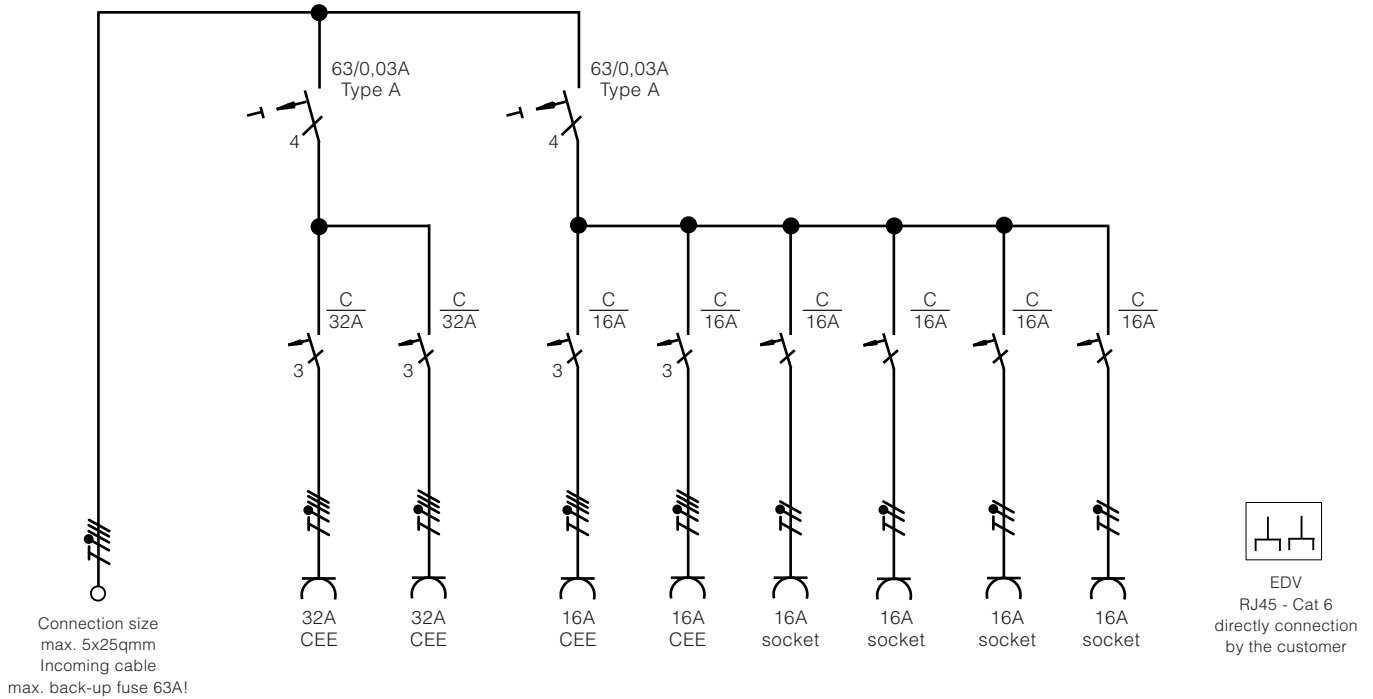 63/0,03A
Type A
63/0,03A
Type A
4
4
C
32A
C
32A
C
16A
C
16A
C
16A
C
16A
C
16A
C
16A
3
3
3
3
32A
CEE
32A
CEE
16A
CEE
16A
CEE
16A
socket
16A
socket
16A
socket
16A
socket
Connection size
max. 5x25qmm
Incoming cable
max. back-up fuse 63A!
EDV
RJ45 - Cat 6
directly connection
by the customer